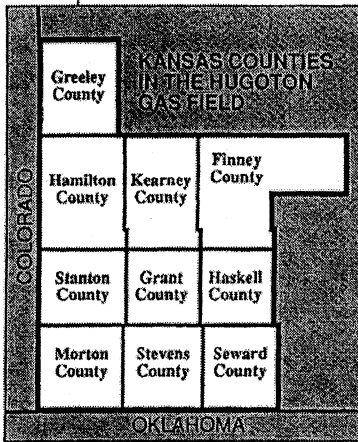 KANSAS COUNTIES
IN THE HUGOTON
GAS FIELD
Greeley
County
Hamilton
County
Kearney
County
Finney
County
COLORADO
Stanton
County
Grant
County
Haskell
County
Morton
County
Stevens
County
Seward
County
OKLAHOMA